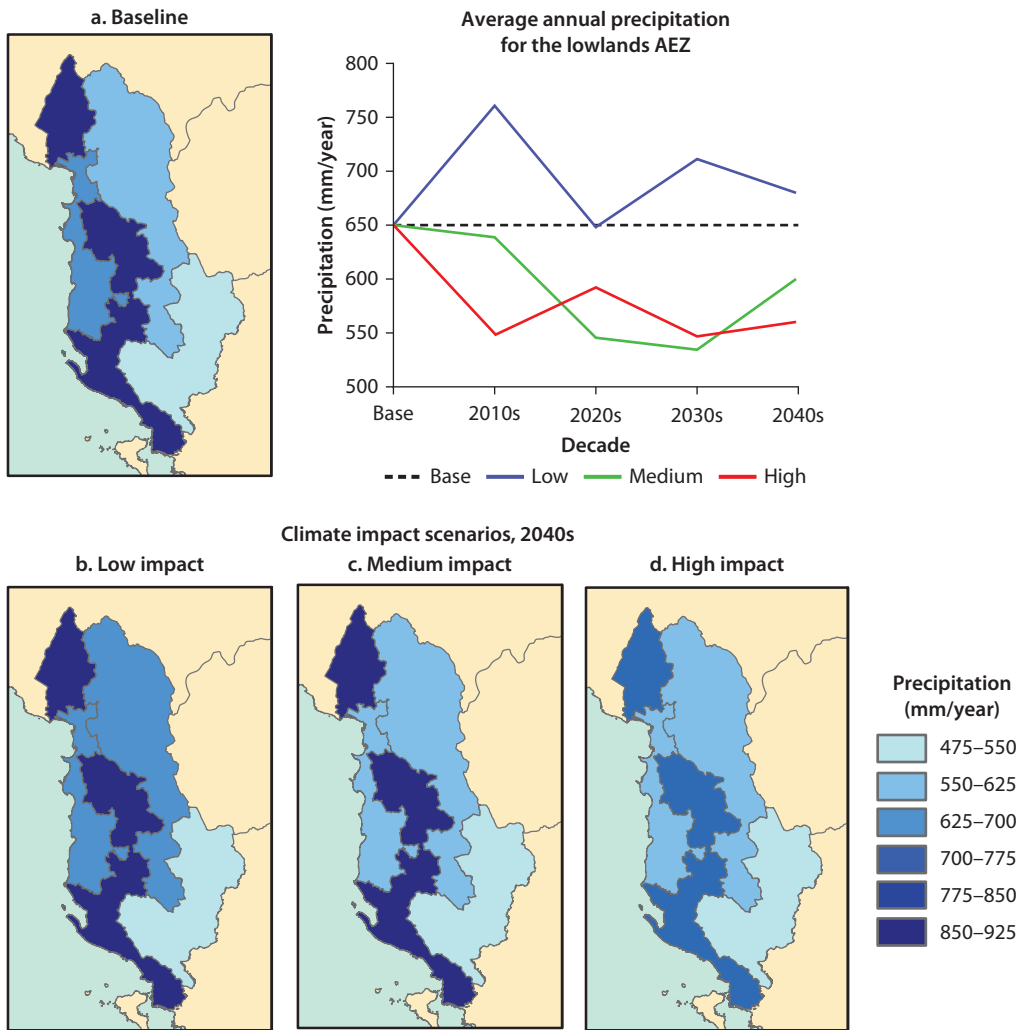 a. Baseline
Average annual precipitation
for the lowlands AEZ
800
750
700
650
600
550
500
Precipitation (mm/year)
Base
2010s
2020s
2030s
2040s
Decade
Base
Low
Medium
High
Climate impact scenarios, 2040s
b. Low impact
c. Medium impact
d. High impact
Precipitation
(mm/year)
475–550
550–625
625–700
700–775
775–850
850–925